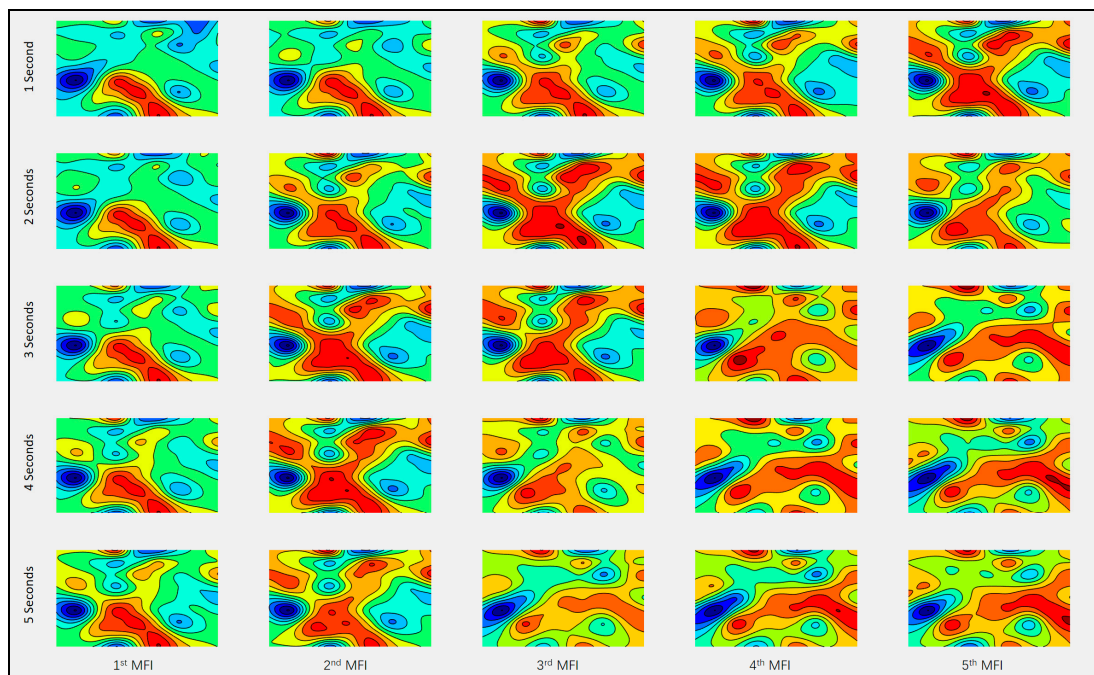 1 Second
2 Seconds
3 Seconds
4 Seconds
5 Seconds
1st MFI
2nd MFI
3rd MFI
4th MFI
5th MFI